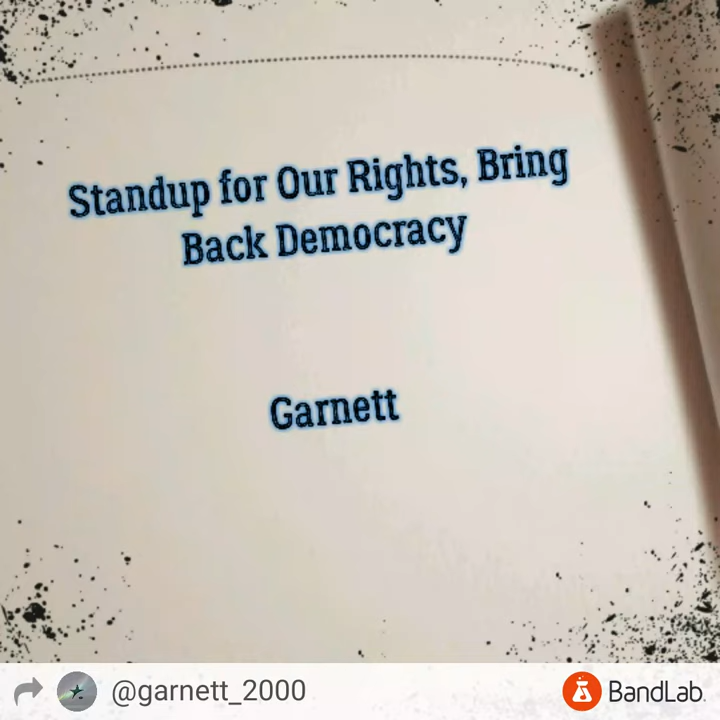 Standup for Our Rights, Bring
Back Democracy
Garnett
@garnett_2000
BandLab